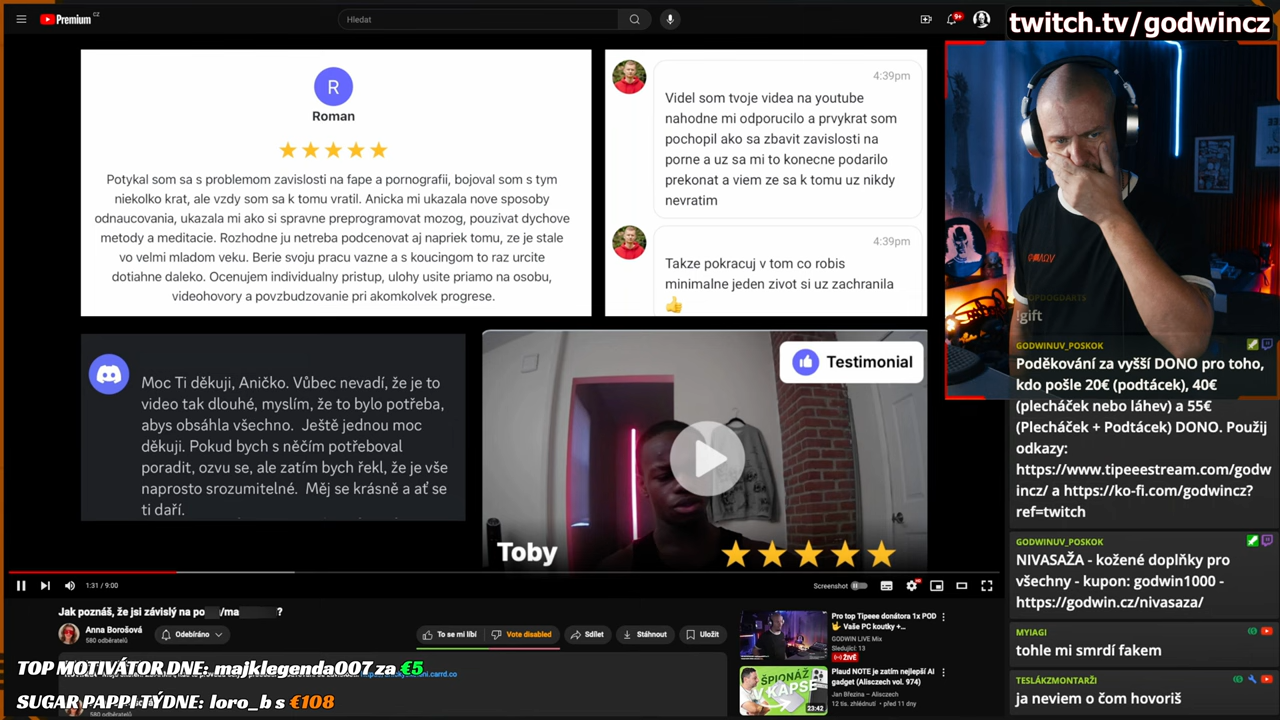 Premium CZ
Hledat
9+
twitch.tv/godwincz
R
Roman
Potykal som sa s problemom zavislosti na fape a pornografii, bojoval som s tym
niekolko krat, ale vzdy som sa k tomu vratil. Anicka mi ukazala nove sposoby
odnaucovania, ukazala mi ako si spravne preprogramovat mozog, pouzivat dychove
metody a meditacie. Rozhodne ju netreba podcenovat aj napriek tomu, ze je stale
vo velmi mladom veku. Berie svoju pracu vazne a s koucingom to raz urcite
dotiahne daleko. Ocenujem individualny pristup, ulohy usite priamo na osobu,
videohovory a povzbudzovanie pri akomkolvek progrese.
4:39pm
Videl som tvoje videa na youtube
nahodne mi odporucilo a prvykrat som
pochopil ako sa zbavit zavislosti na
porne a uz sa mi to konecne podarilo
prekonat a viem ze sa k tomu uz nikdy
nevratim
4:39pm
Takze pokracuj v tom co robis
minimalne jeden zivot si uz zachranila
👍
Moc Ti děkuji, Aničko. Vůbec nevadí, že je to
video tak dlouhé, myslím, že to bylo potřeba,
abys obsáhla všechno. Ještě jednou moc
děkuji. Pokud bych s něčím potřeboval
poradit, ozvu se, ale zatím bych řekl, že je vše
naprosto srozumitelné. Měj se krásně a ať se
ti daří.
Testimonial
Toby
1:31 / 9:00
Screenshot
Jak poznáš, že jsi závislý na po /ma ?
Anna Borošová
580 odběratelů
Odebíráno
To se mi líbí
Vote disabled
Sdílet
Stáhnout
Uložit
Pro top Tipeee donátora 1x POD
Vaše PC koutky +...
GODWIN LIVE Mix
Sledující: 13
ŽIVĚ
Plaud NOTE je zatím nejlepší AI
gadget (Alisczech vol. 974)
Jan Březina – Alisczech
12 tis. zhlédnutí • před 11 dny
ŠPIONÁŽ
V KAPSE
23:42
TOP MOTIVÁTOR DNE: majklegenda007 za €5
SUGAR PAPPITY DNE: loro_b s €108
580 odběratelů
!gift
GODWINUV_POSKOK
Poděkování za vyšší DONO pro toho,
kdo pošle 20€ (podtácek), 40€
(plecháček nebo láhev) a 55€
(Plecháček + Podtácek) DONO. Použij
odkazy:
https://www.tipeeestream.com/godw
incz/ a https://ko-fi.com/godwincz?
ref=twitch
GODWINUV_POSKOK
NIVASAŽA - kožené doplňky pro
všechny - kupon: godwin1000 -
https://godwin.cz/nivasaza/
MYIAGI
tohle mi smrdí fakem
TESLÁKZMONTARŽI
ja neviem o čom hovoriš